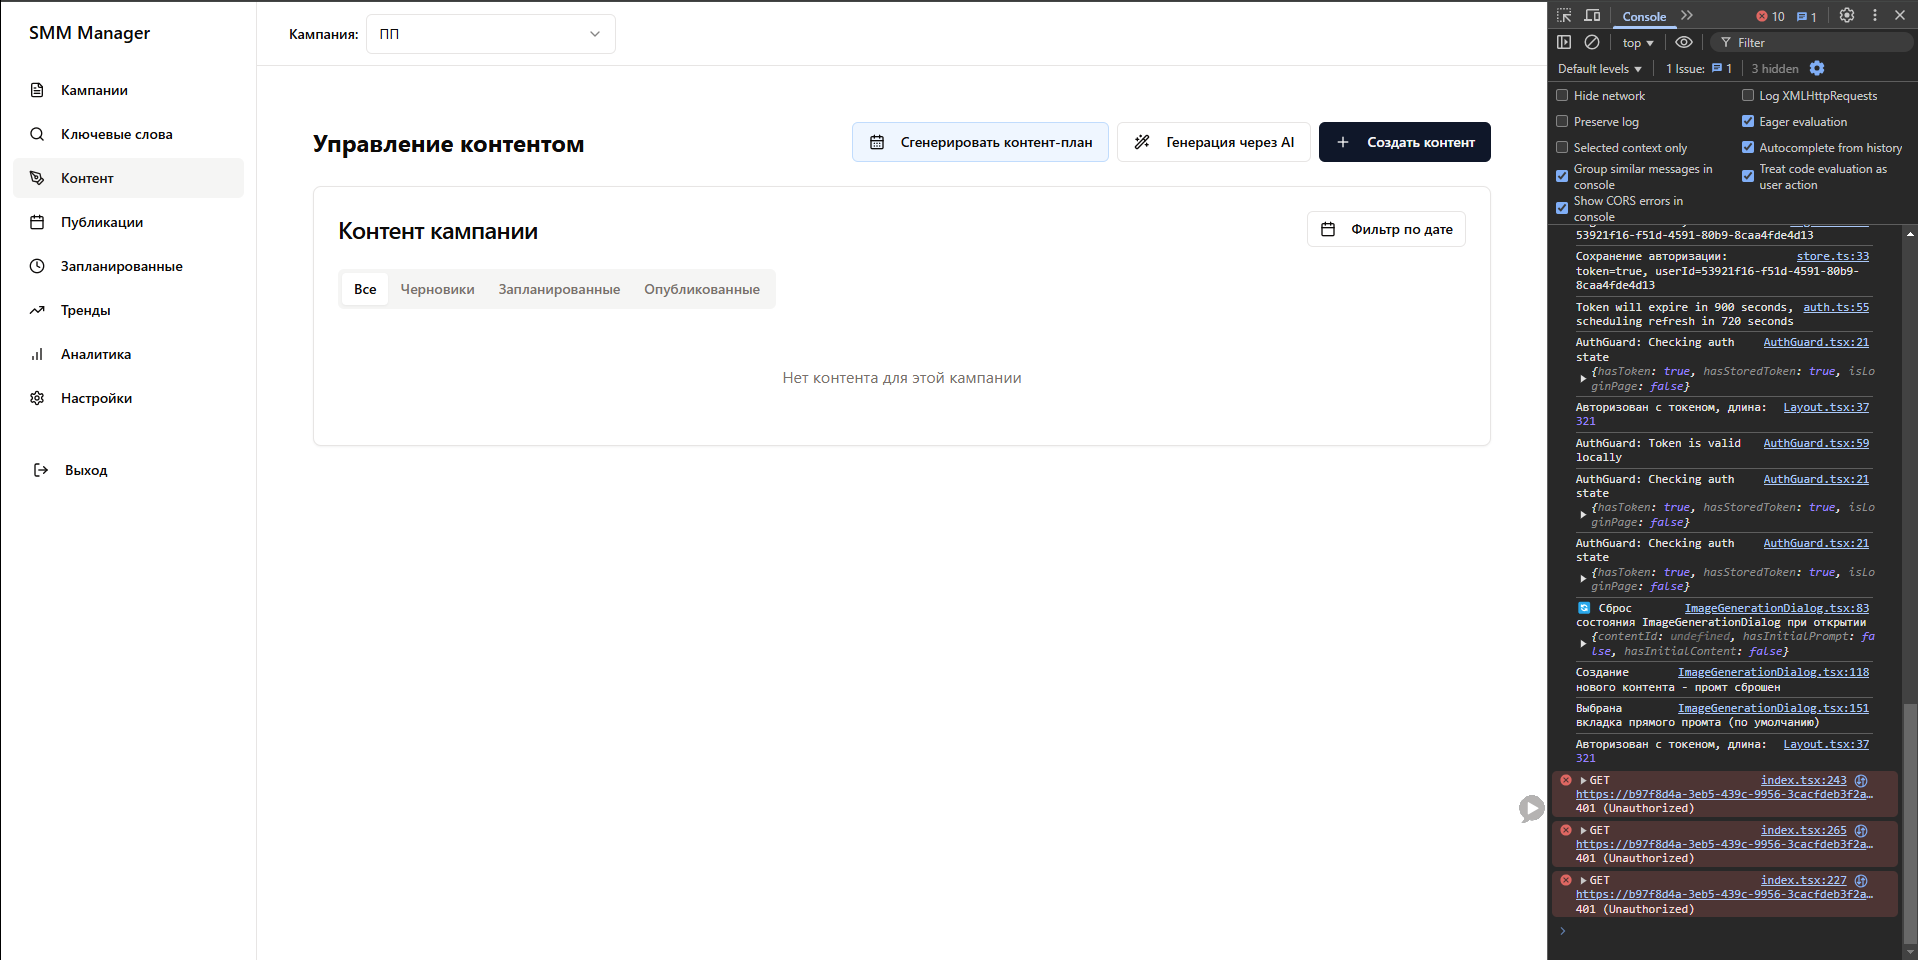 SMM Manager
Кампании
Ключевые слова
Контент
Публикации
Запланированные
Тренды
Аналитика
Настройки
Выход
Кампания: ПП
Управление контентом
Сгенерировать контент-план
Генерация через AI
Создать контент
Контент кампании
Фильтр по дате
Все Черновики Запланированные Опубликованные
Нет контента для этой кампании
Console 10 1
top Filter
Default levels 1 Issue: 1 3 hidden
Hide network Log XMLHttpRequests
Preserve log Eager evaluation
Selected context only Autocomplete from history
Group similar messages in console
Treat code evaluation as user action
Show CORS errors in console
53921f16-f51d-4591-80b9-8caa4fde4d13
Сохранение авторизации: store.ts:33
token=true, userId=53921f16-f51d-4591-80b9-
8caa4fde4d13
Token will expire in 900 seconds, auth.ts:55
scheduling refresh in 720 seconds
AuthGuard: Checking auth AuthGuard.tsx:21
state
{hasToken: true, hasStoredToken: true, isLo
ginPage: false}
Авторизован с токеном, длина: Layout.tsx:37
321
AuthGuard: Token is valid AuthGuard.tsx:59
locally
AuthGuard: Checking auth AuthGuard.tsx:21
state
{hasToken: true, hasStoredToken: true, isLo
ginPage: false}
AuthGuard: Checking auth AuthGuard.tsx:21
state
{hasToken: true, hasStoredToken: true, isLo
ginPage: false}
Сброс ImageGenerationDialog.tsx:83
состояния ImageGenerationDialog при открытии
{contentId: undefined, hasInitialPrompt: fa
lse, hasInitialContent: false}
Создание ImageGenerationDialog.tsx:118
нового контента - промт сброшен
Выбрана ImageGenerationDialog.tsx:151
вкладка прямого промта (по умолчанию)
Авторизован с токеном, длина: Layout.tsx:37
321
GET index.tsx:243
https://b97f8d4a-3eb5-439c-9956-3cacfdeb3f2a…
401 (Unauthorized)
GET index.tsx:265
https://b97f8d4a-3eb5-439c-9956-3cacfdeb3f2a…
401 (Unauthorized)
GET index.tsx:227
https://b97f8d4a-3eb5-439c-9956-3cacfdeb3f2a…
401 (Unauthorized)